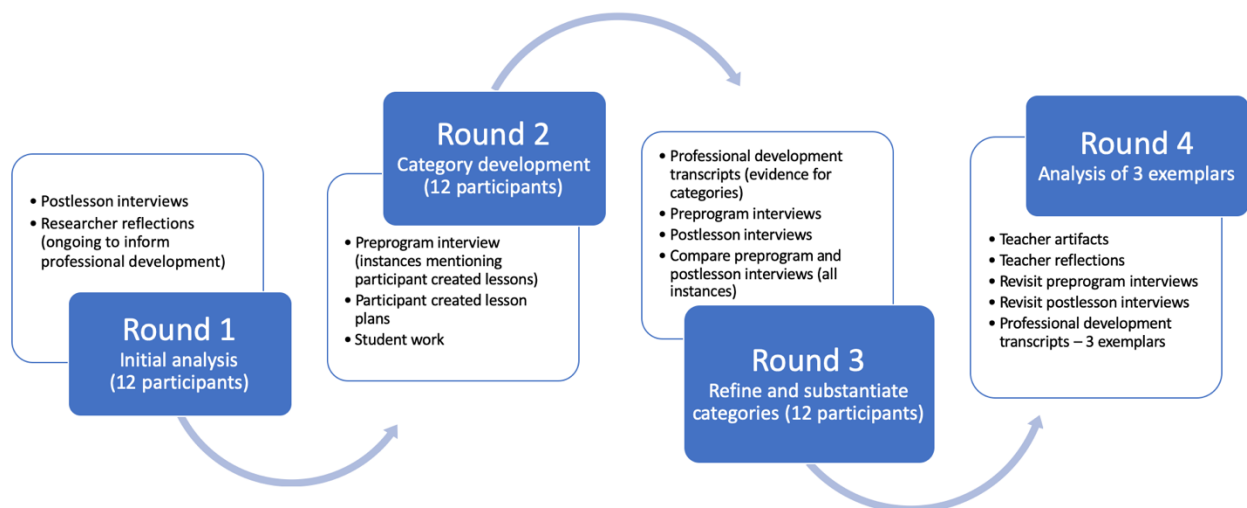 • Postlesson interviews
• Researcher reflections
(ongoing to inform
professional development)
Round 1
Initial analysis
(12 participants)
Round 2
Category development
(12 participants)
• Preprogram interview
(instances mentioning
participant created lessons)
• Participant created lesson
plans
• Student work
• Professional development
transcripts (evidence for
categories)
• Preprogram interviews
• Postlesson interviews
• Compare preprogram and
postlesson interviews (all
instances)
Round 3
Refine and substantiate
categories (12 participants)
Round 4
Analysis of 3 exemplars
• Teacher artifacts
• Teacher reflections
• Revisit preprogram interviews
• Revisit postlesson interviews
• Professional development
transcripts – 3 exemplars